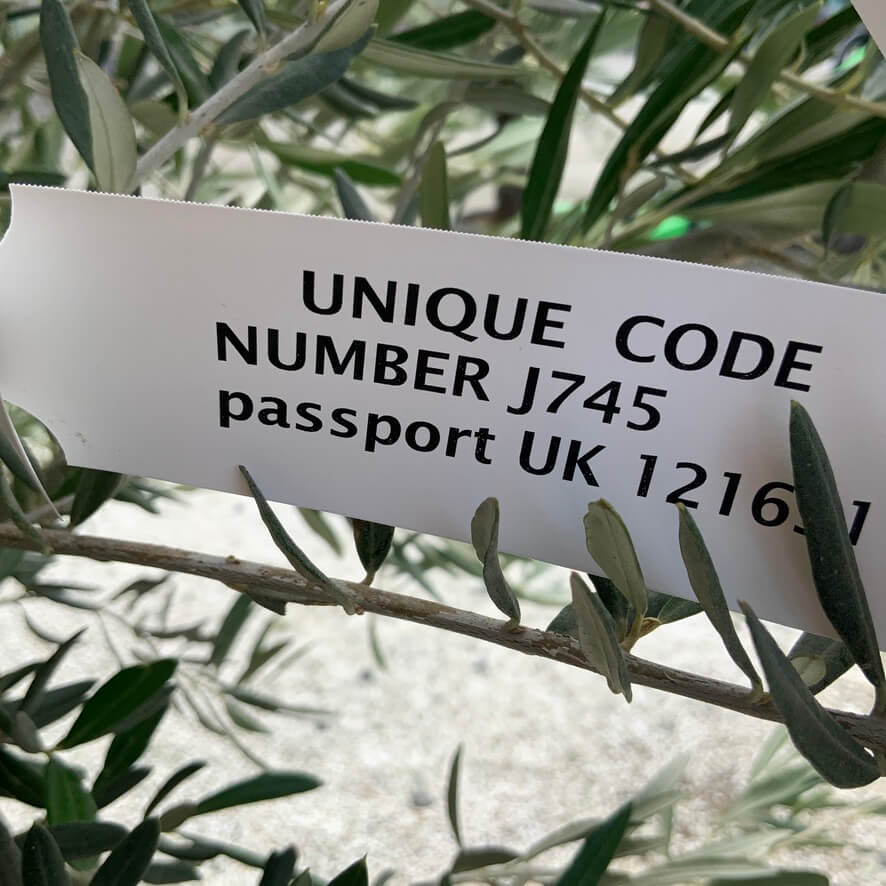 UNIQUE CODE
NUMBER J745
passport UK